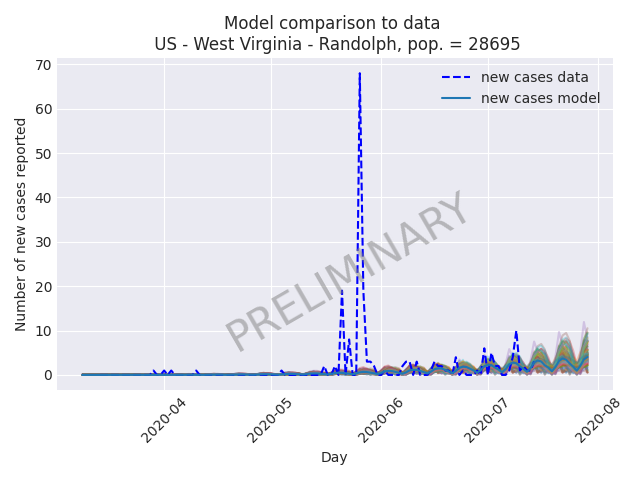 Model comparison to data
US - West Virginia - Randolph, pop. = 28695
70
60
50
40
30
20
10
0
Number of new cases reported
new cases data
new cases model
PRELIMINARY
2020-04
2020-05
2020-06
2020-07
2020-08
Day